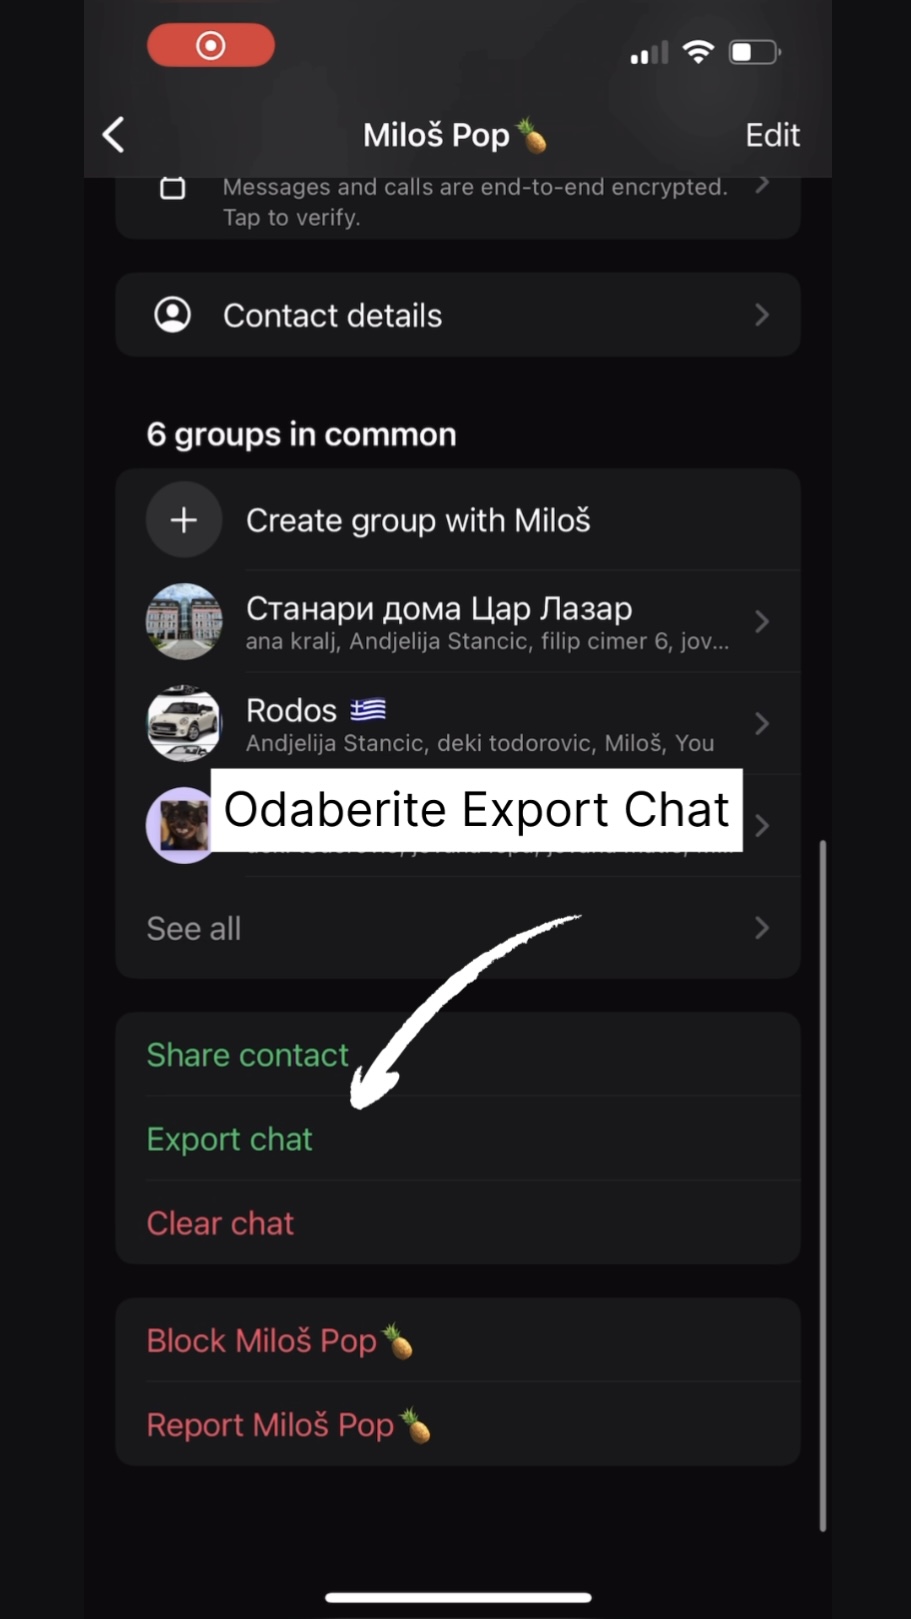 Miloš Pop🍍
Edit
Messages and calls are end-to-end encrypted.
Tap to verify.
Contact details
6 groups in common
Create group with Miloš
Станари дома Цар Лазар
ana kralj, Andjelija Stancic, filip cimer 6, jov...
Rodos 🇬🇷
Andjelija Stancic, deki todorovic, Miloš, You
Odaberite Export Chat
See all
Share contact
Export chat
Clear chat
Block Miloš Pop🍍
Report Miloš Pop🍍